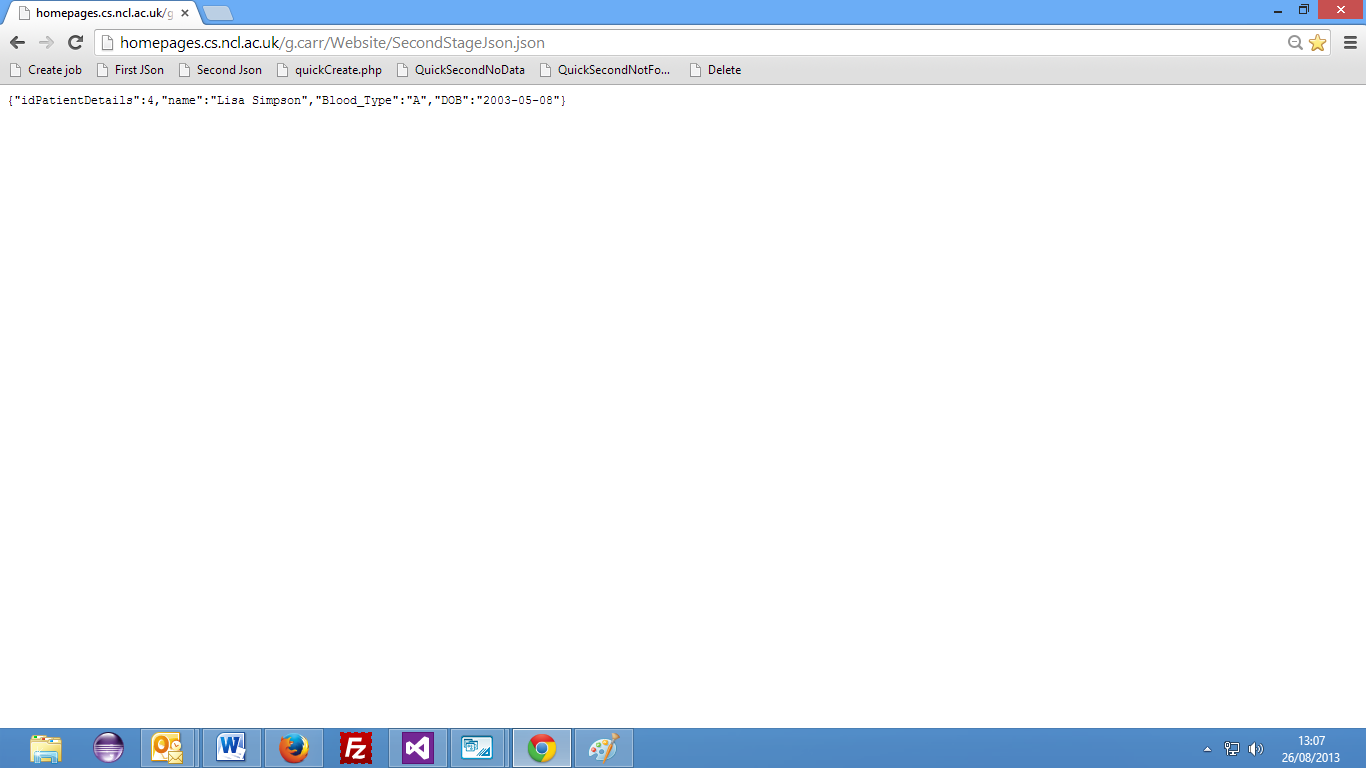 homepages.cs.ncl.ac.uk/g
homepages.cs.ncl.ac.uk/g.carr/Website/SecondStageJson.json
Create job First JSon Second Json quickCreate.php QuickSecondNoData QuickSecondNotFo... Delete
{"idPatientDetails":4,"name":"Lisa Simpson","Blood_Type":"A","DOB":"2003-05-08"}
13:07
26/08/2013